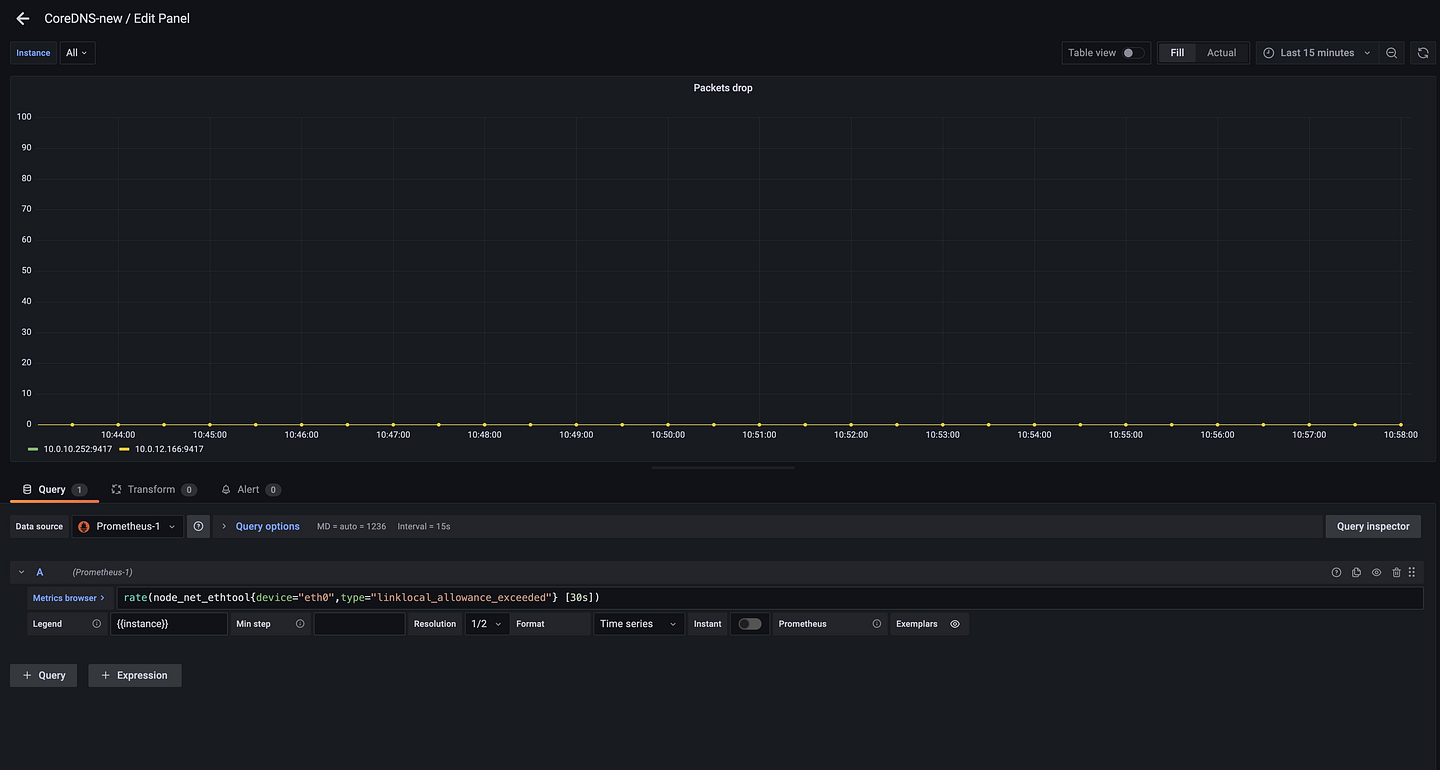 CoreDNS-new / Edit Panel
Instance All Table view Fill Actual Last 15 minutes
Packets drop
100
90
80
70
60
50
40
30
20
10
0
10:44:00 10:45:00 10:46:00 10:47:00 10:48:00 10:49:00 10:50:00 10:51:00 10:52:00 10:53:00 10:54:00 10:55:00 10:56:00 10:57:00 10:58:00
10.0.10.252:9417 10.0.12.166:9417
Query 1 Transform 0 Alert 0
Data source Prometheus-1 Query options MD = auto = 1236 Interval = 15s Query inspector
A (Prometheus-1)
Metrics browser > rate(node_net_ethtool{device="eth0",type="linklocal_allowance_exceeded"} [30s])
Legend {{instance}} Min step Resolution 1/2 Format Time series Instant Prometheus Exemplars
+ Query + Expression